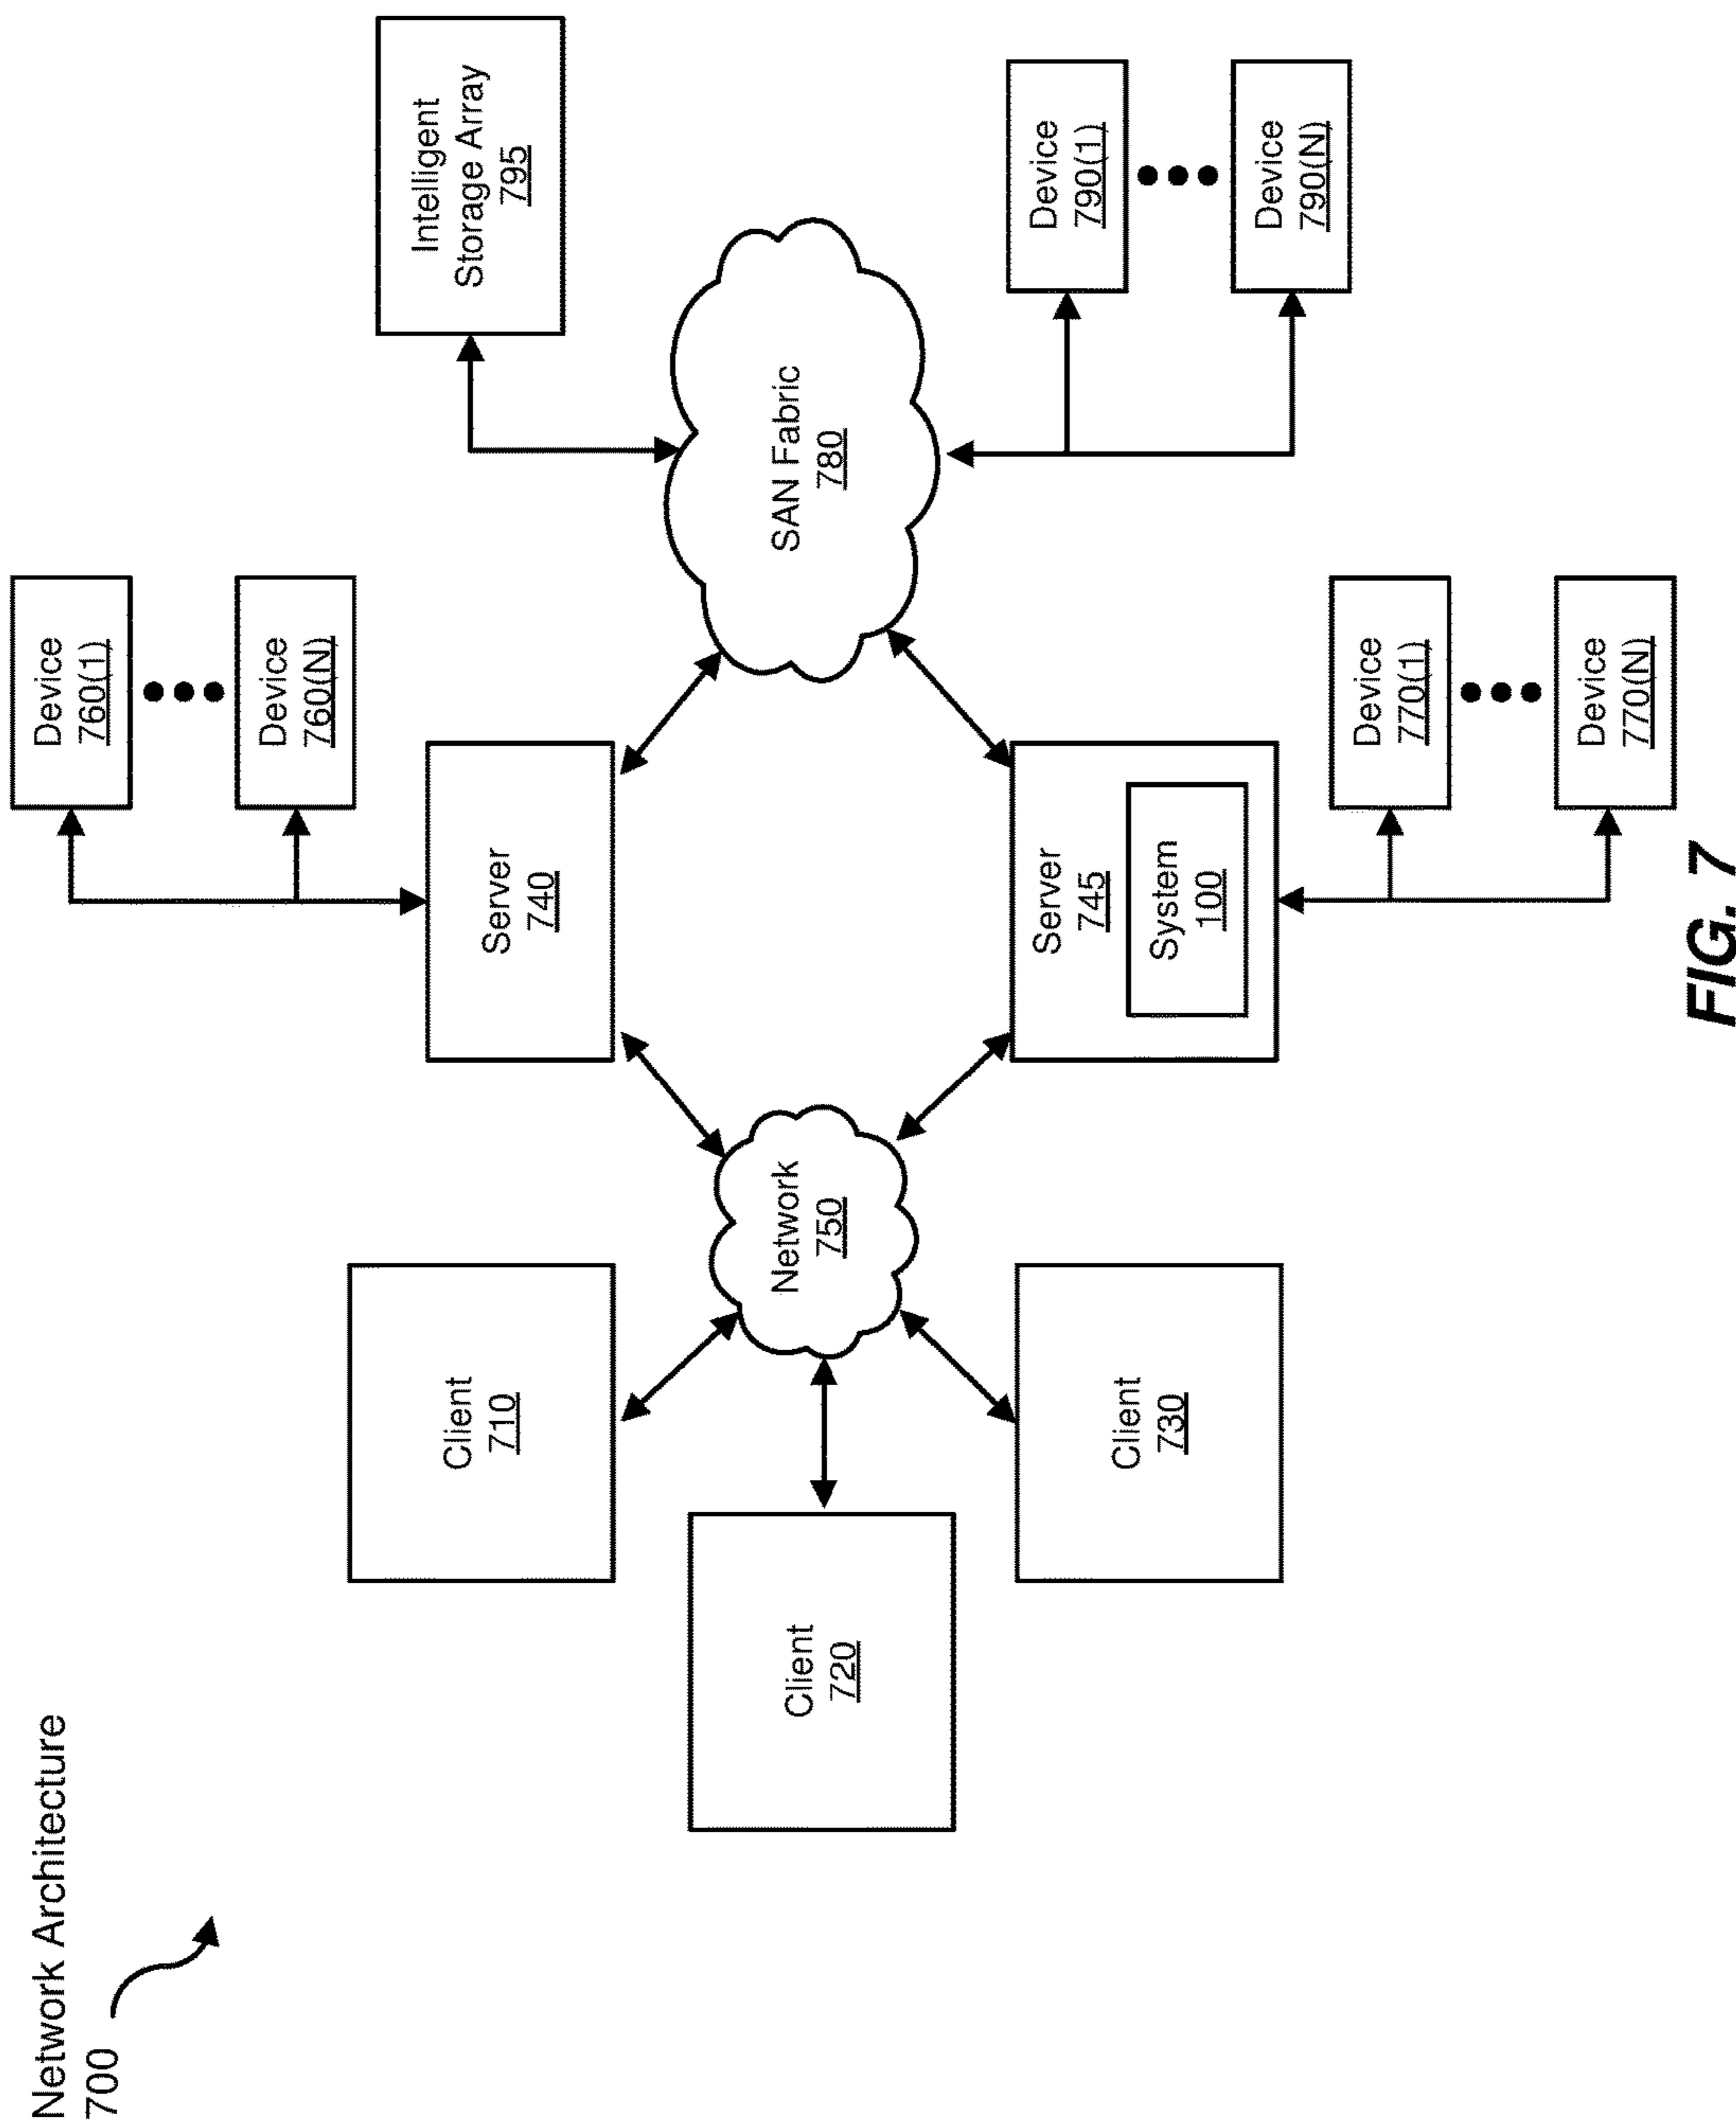 Network Architecture
700
Client
710
Client
720
Client
730
Network
750
Server
740
Server
745
System
100
Device
760(1)
Device
760(N)
Device
770(1)
Device
770(N)
SAN Fabric
780
Intelligent
Storage Array
795
Device
790(1)
Device
790(N)
FIG. 7